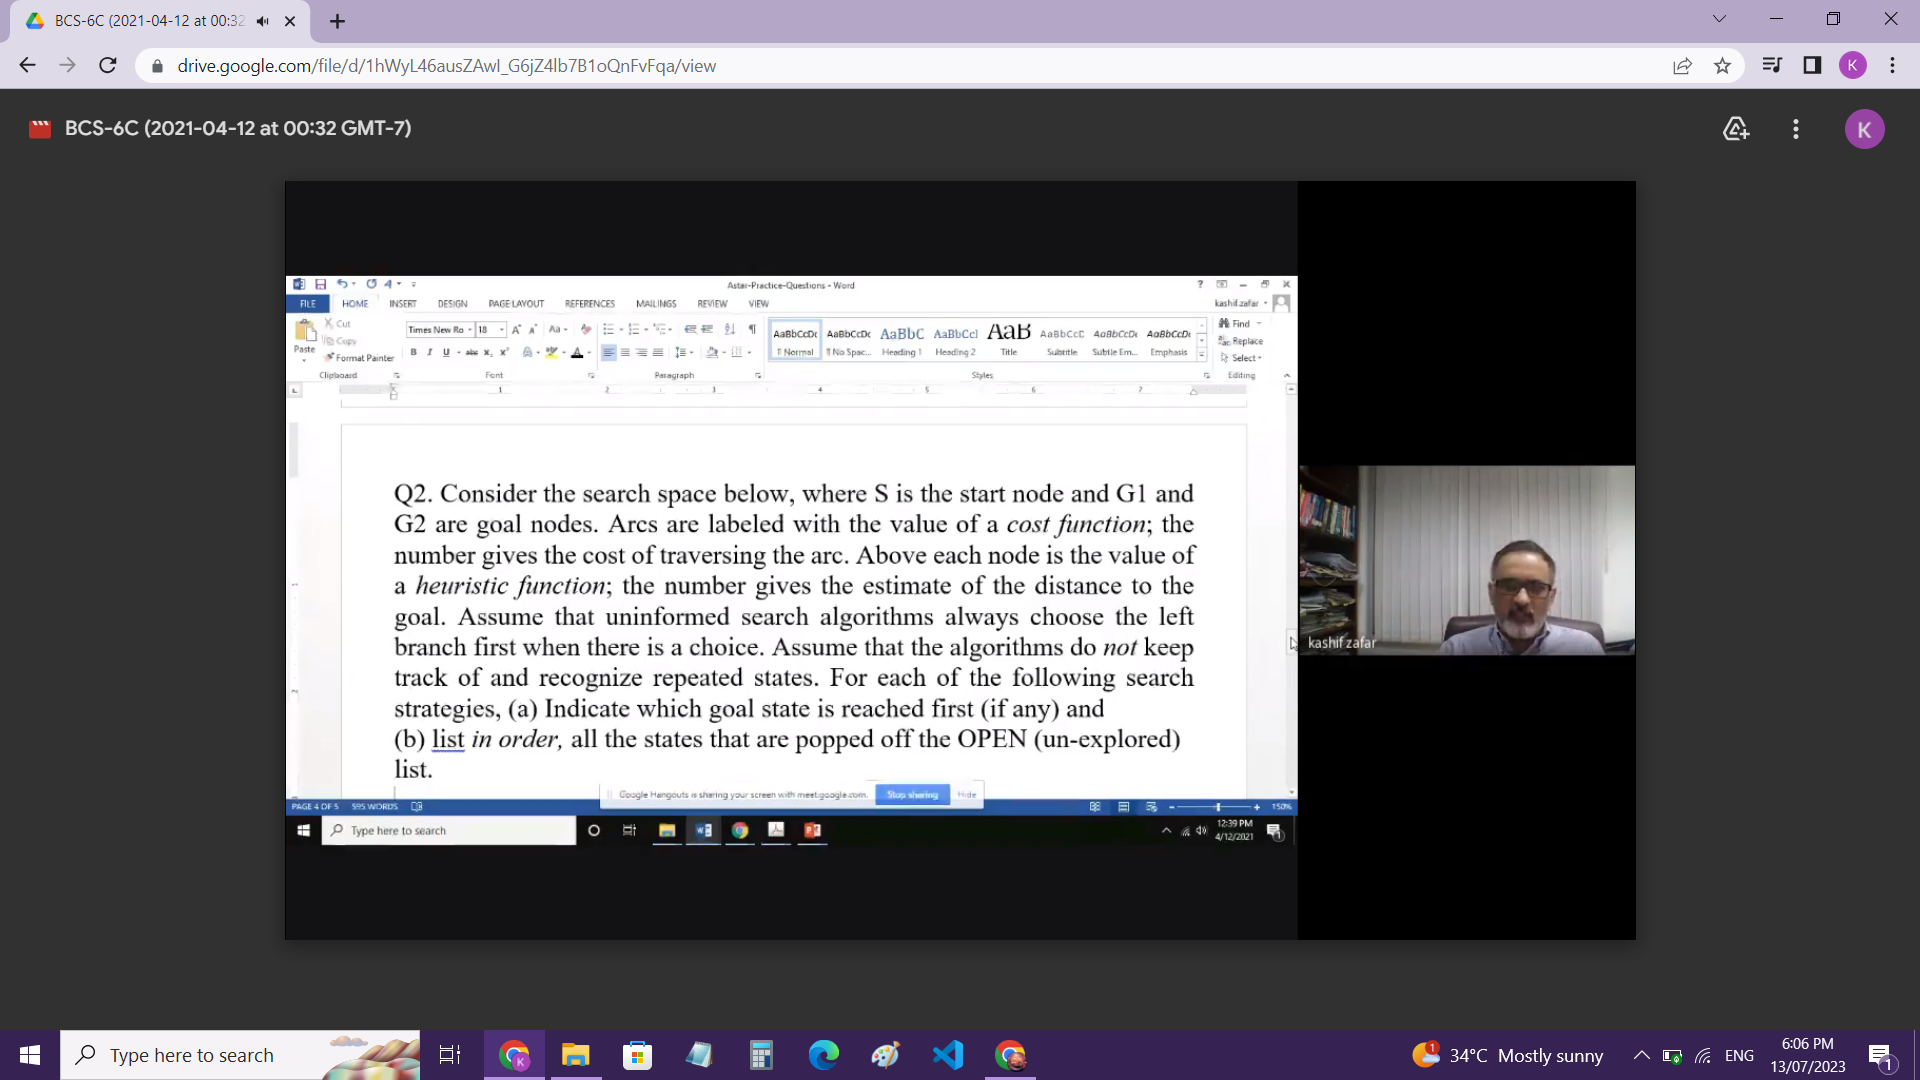 BCS-6C (2021-04-12 at 00:32
drive.google.com/file/d/1hWyL46ausZAwI_G6jZ4lb7B1oQnFvFqa/view
K
BCS-6C (2021-04-12 at 00:32 GMT-7)
K
Astar-Practice-Questions - Word
FILE HOME INSERT DESIGN PAGE LAYOUT REFERENCES MAILINGS REVIEW VIEW kashif zafar
Paste
Cut
Copy
Format Painter
Times New Ro 18
AaBbCcDc AaBbCcDc AaBbC AaBbCcI AaB AaBbCcC AaBbCcDc AaBbCcDc
¶ Normal ¶ No Spac... Heading 1 Heading 2 Title Subtitle Subtle Em... Emphasis
Find
Replace
Select
Clipboard Font Paragraph Styles Editing
1 2 3 4 5 6 7
Q2. Consider the search space below, where S is the start node and G1 and
G2 are goal nodes. Arcs are labeled with the value of a cost function; the
number gives the cost of traversing the arc. Above each node is the value of
a heuristic function; the number gives the estimate of the distance to the
goal. Assume that uninformed search algorithms always choose the left
branch first when there is a choice. Assume that the algorithms do not keep
track of and recognize repeated states. For each of the following search
strategies, (a) Indicate which goal state is reached first (if any) and
(b) list in order, all the states that are popped off the OPEN (un-explored)
list.
kashif zafar
Google Hangouts is sharing your screen with meet.google.com. Stop sharing Hide
PAGE 4 OF 5 595 WORDS 150%
Type here to search
12:39 PM
4/12/2021
Type here to search
34°C Mostly sunny
ENG
6:06 PM
13/07/2023